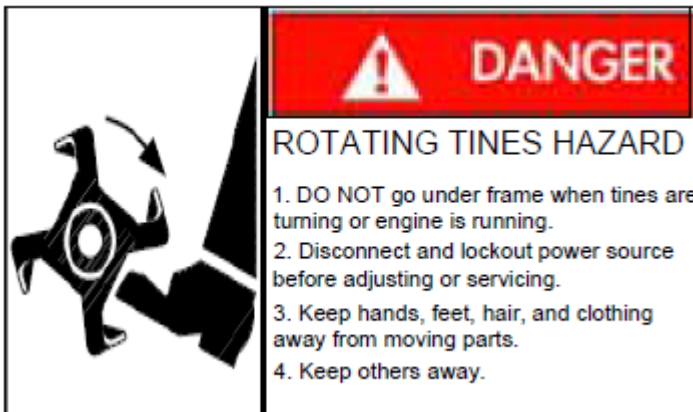 DANGER
ROTATING TINES HAZARD
1. DO NOT go under frame when tines are
turning or engine is running.
2. Disconnect and lockout power source
before adjusting or servicing.
3. Keep hands, feet, hair, and clothing
away from moving parts.
4. Keep others away.